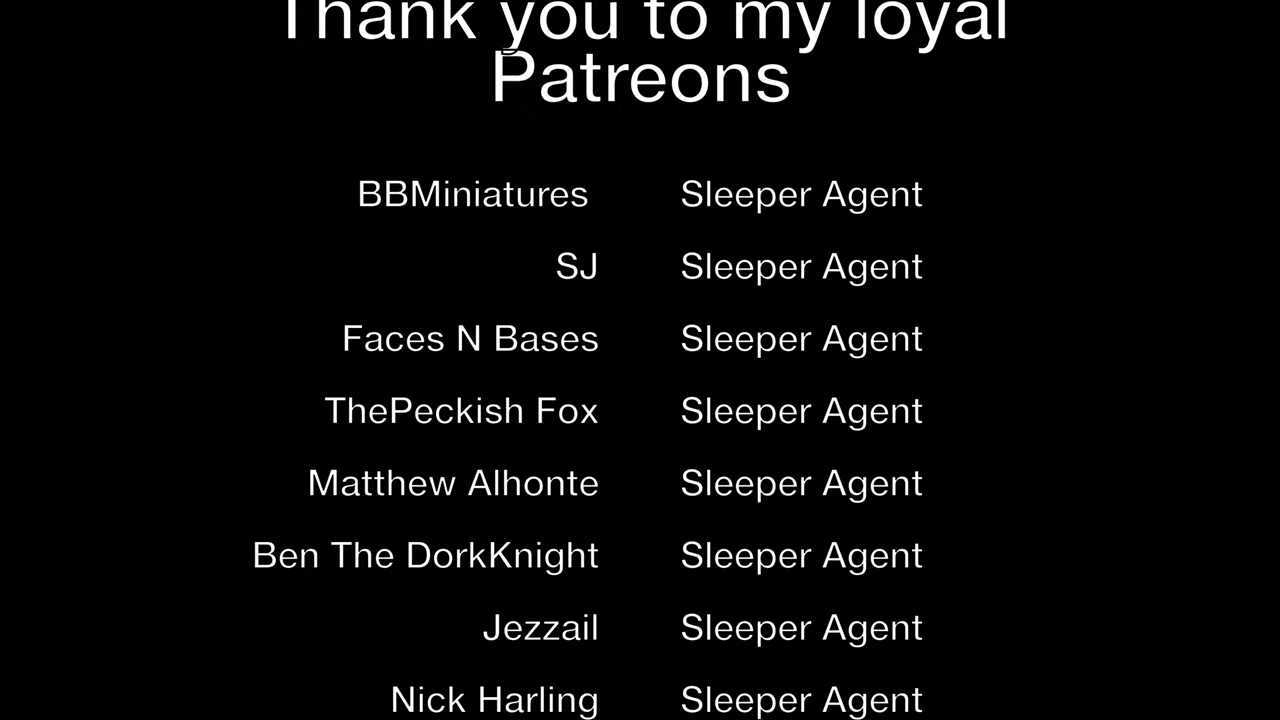 Thank you to my loyal
Patreons
BBMiniatures Sleeper Agent
SJ Sleeper Agent
Faces N Bases Sleeper Agent
ThePeckish Fox Sleeper Agent
Matthew Alhonte Sleeper Agent
Ben The DorkKnight Sleeper Agent
Jezzail Sleeper Agent
Nick Harling Sleeper Agent